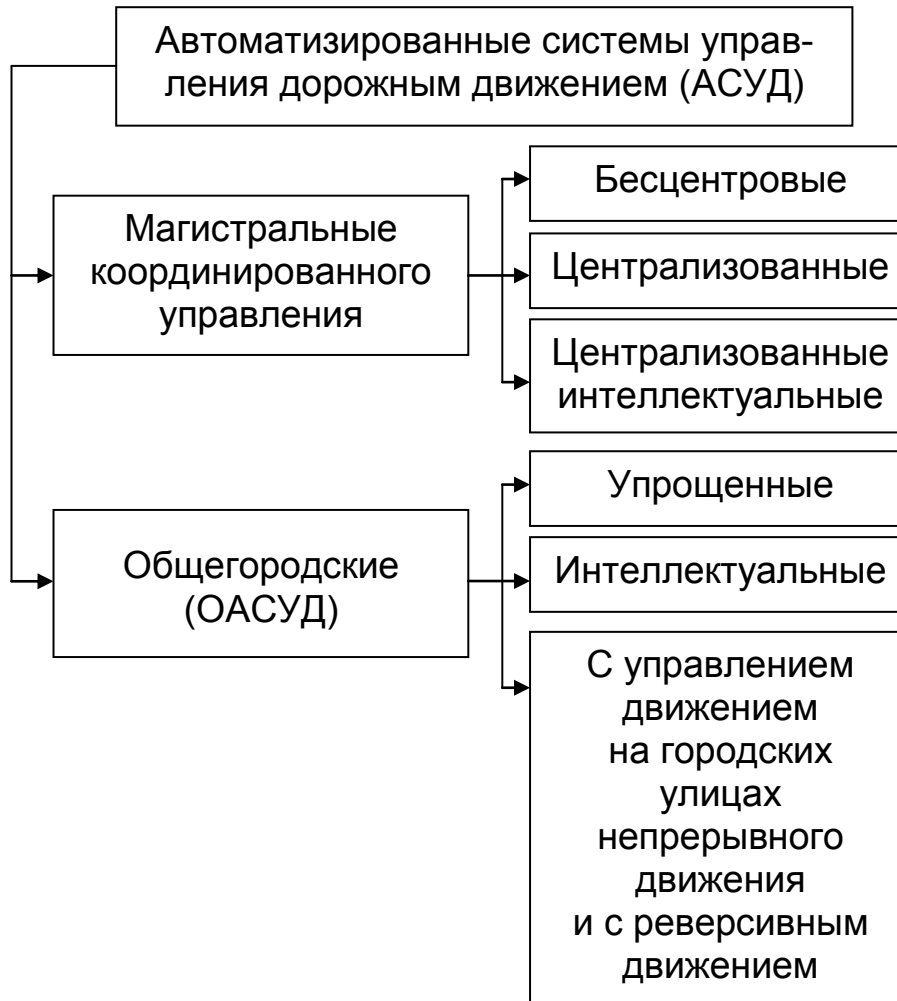 Автоматизированные системы управ-
ления дорожным движением (АСУД)
Магистральные
координированного
управления
Бесцентровые
Централизованные
Централизованные
интеллектуальные
Общегородские
(ОАСУД)
Упрощенные
Интеллектуальные
С управлением
движением
на городских
улицах
непрерывного
движения
и с реверсивным
движением